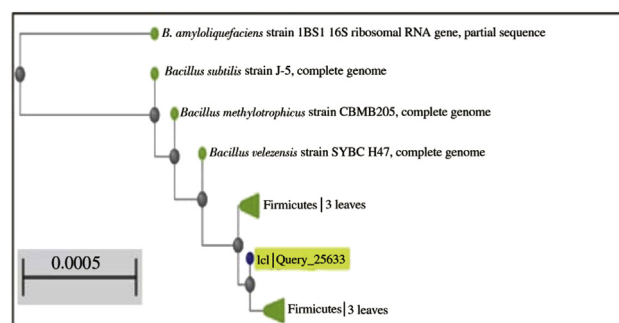 B. amyloliquefaciens strain 1BS1 16S ribosomal RNA gene, partial sequence
Bacillus subtilis strain J-5, complete genome
Bacillus methylotrophicus strain CBMB205, complete genome
Bacillus velezensis strain SYBC H47, complete genome
Firmicutes | 3 leaves
lcl|Query_25633
Firmicutes | 3 leaves
0.0005